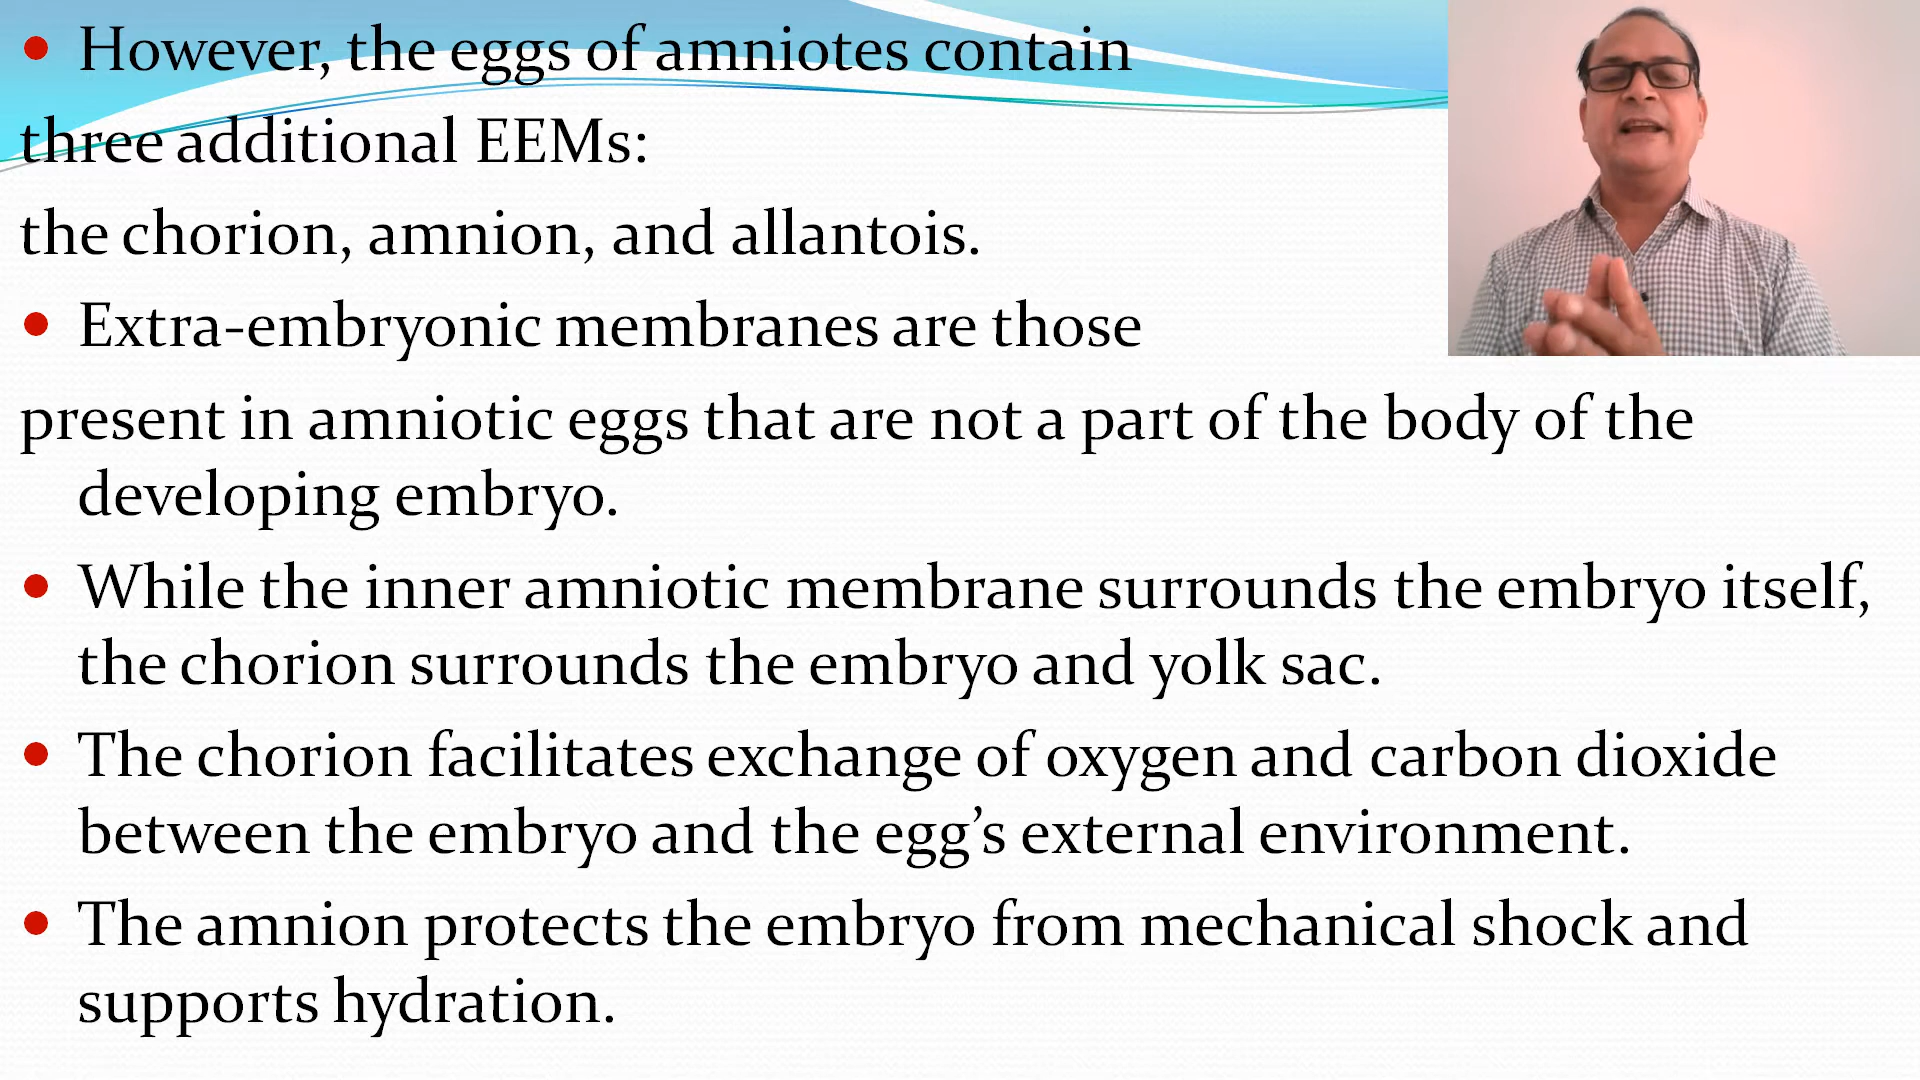 • However, the eggs of amniotes contain
three additional EEMs:
the chorion, amnion, and allantois.
• Extra-embryonic membranes are those
present in amniotic eggs that are not a part of the body of the
developing embryo.
• While the inner amniotic membrane surrounds the embryo itself,
the chorion surrounds the embryo and yolk sac.
• The chorion facilitates exchange of oxygen and carbon dioxide
between the embryo and the egg’s external environment.
• The amnion protects the embryo from mechanical shock and
supports hydration.